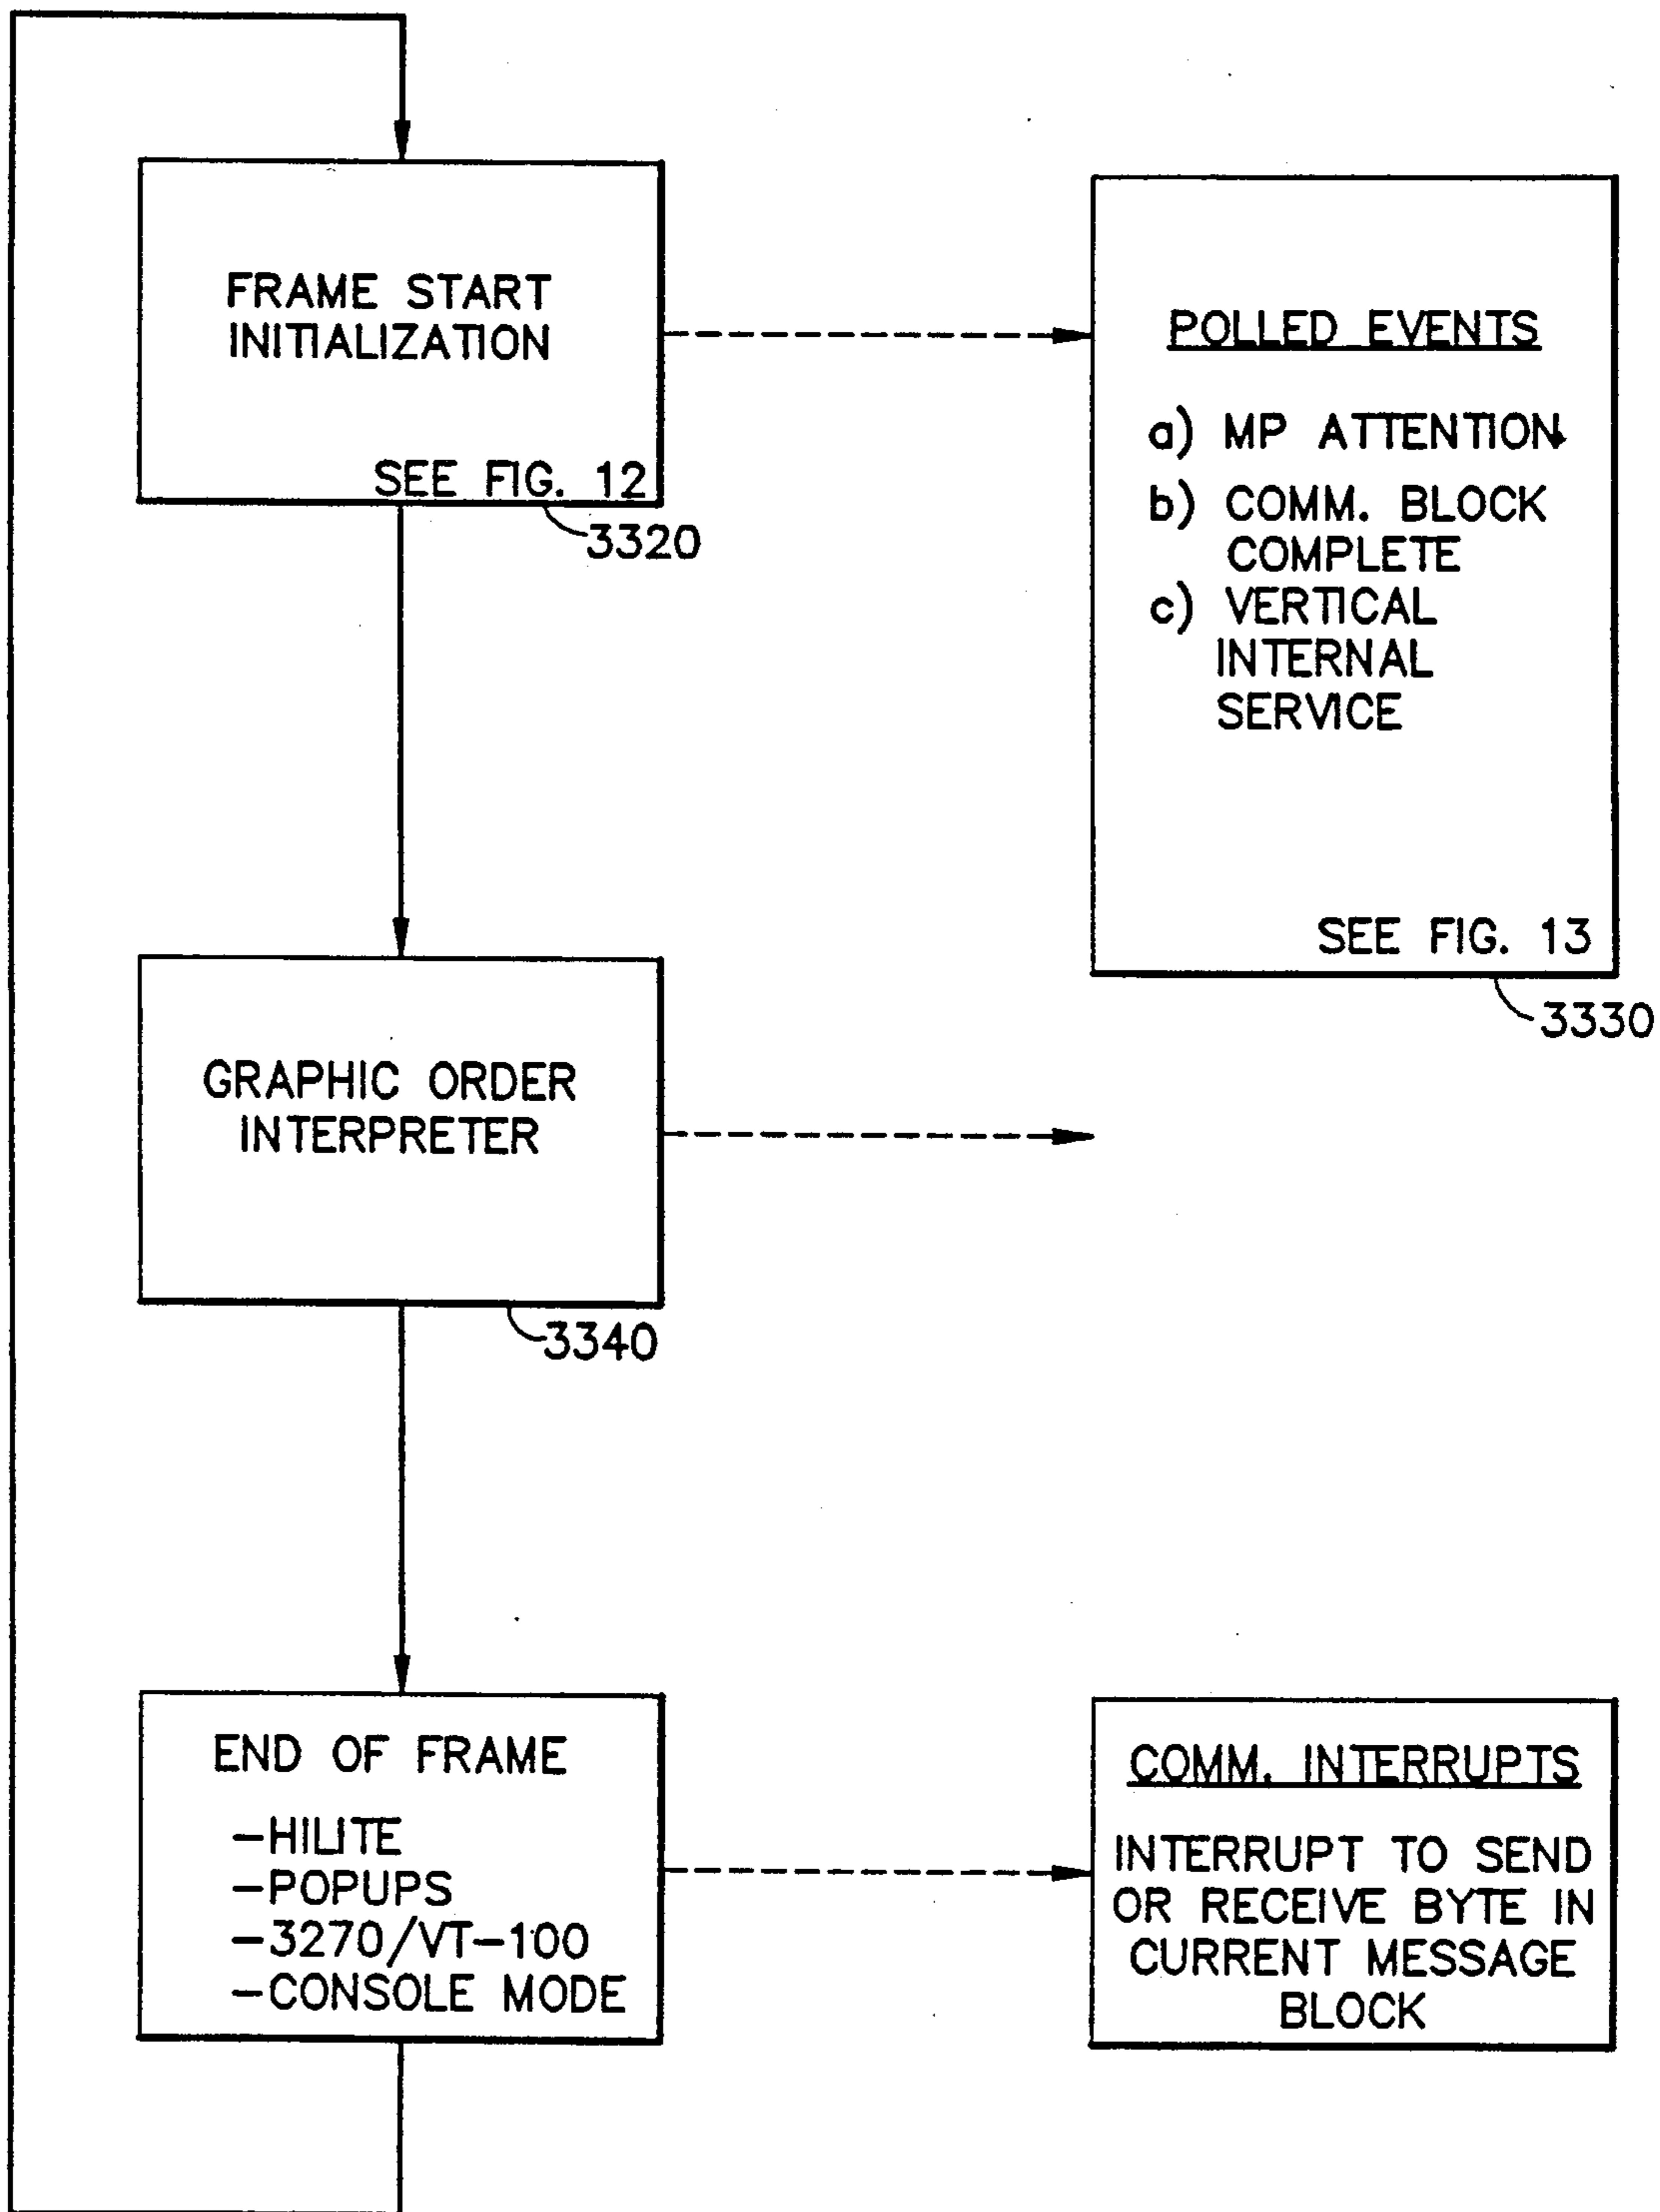 FRAME START
INITIALIZATION
SEE FIG. 12
3320
POLLED EVENTS
a) MP ATTENTION
b) COMM. BLOCK
COMPLETE
c) VERTICAL
INTERNAL
SERVICE
SEE FIG. 13
3330
GRAPHIC ORDER
INTERPRETER
3340
END OF FRAME
-HILITE
-POPUPS
-3270/VT-100
-CONSOLE MODE
COMM. INTERRUPTS
INTERRUPT TO SEND
OR RECEIVE BYTE IN
CURRENT MESSAGE
BLOCK